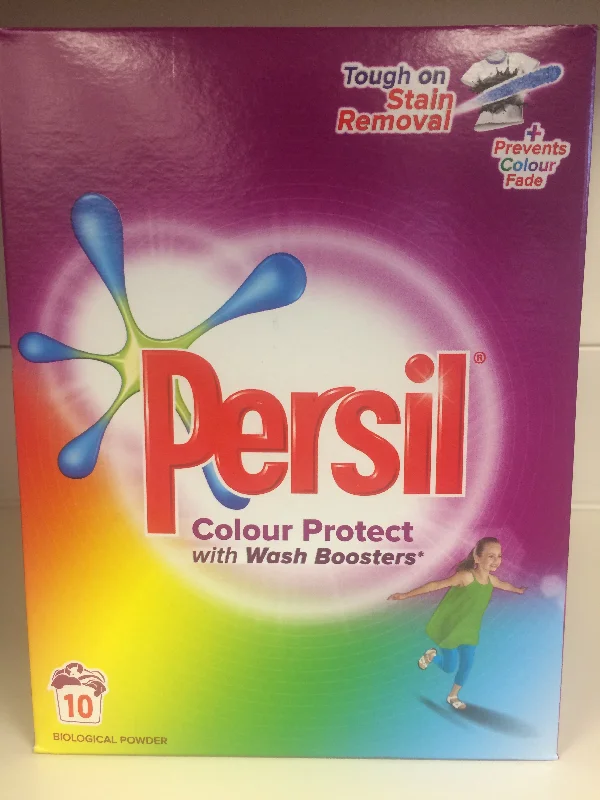 Tough on
Stain
Removal
+
Prevents
Colour
Fade
Persil®
Colour Protect
with Wash Boosters*
10
BIOLOGICAL POWDER